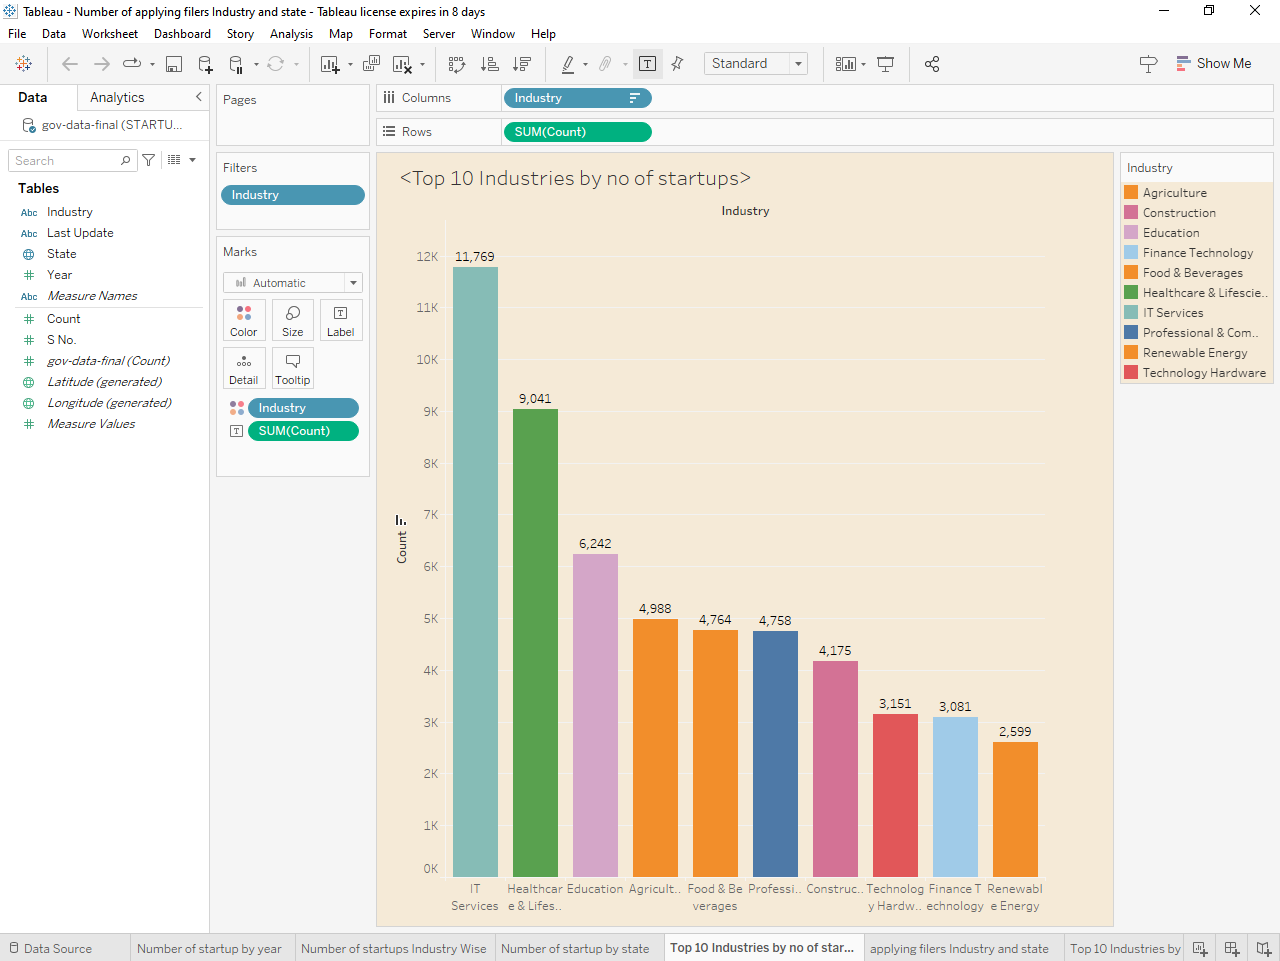 Tableau - Number of applying filers Industry and state - Tableau license expires in 8 days
File Data Worksheet Dashboard Story Analysis Map Format Server Window Help
Standard
Show Me
Data Analytics
gov-data-final (STARTU...
Search
Tables
Abc Industry
Abc Last Update
State
Year
Abc Measure Names
Count
S No.
gov-data-final (Count)
Latitude (generated)
Longitude (generated)
Measure Values
Pages
Filters
Industry
Marks
Automatic
Color Size Label
Detail Tooltip
Industry
SUM(Count)
Columns Industry
Rows SUM(Count)
<Top 10 Industries by no of startups>
Industry
Count
12K
11K
10K
9K
8K
7K
6K
5K
4K
3K
2K
1K
0K
11,769
9,041
6,242
4,988
4,764
4,758
4,175
3,151
3,081
2,599
IT
Services
Healthcar
e & Lifes..
Education
Agricult..
Food & Be
verages
Professi..
Construc..
Technolog
y Hardw..
Finance T
echnology
Renewabl
e Energy
Industry
Agriculture
Construction
Education
Finance Technology
Food & Beverages
Healthcare & Lifescie..
IT Services
Professional & Com..
Renewable Energy
Technology Hardware
Data Source Number of startup by year Number of startups Industry Wise Number of startup by state Top 10 Industries by no of star... applying filers Industry and state Top 10 Industries by